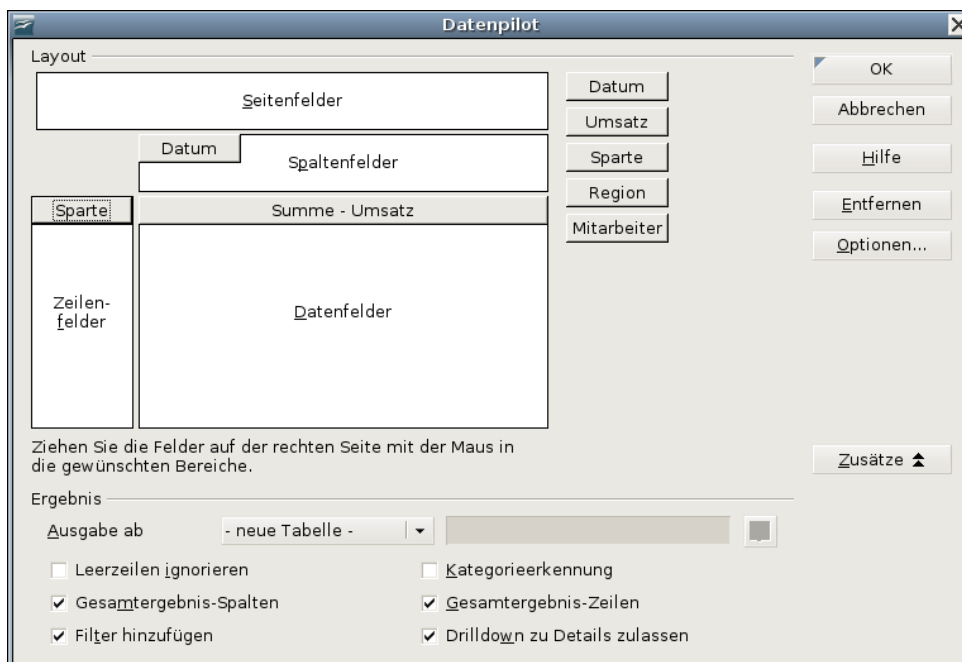 Datenpilot
Layout
Seitenfelder
Datum
Spaltenfelder
Sparte
Summe - Umsatz
Zeilen-
felder
Datenfelder
Datum
Umsatz
Sparte
Region
Mitarbeiter
OK
Abbrechen
Hilfe
Entfernen
Optionen...
Ziehen Sie die Felder auf der rechten Seite mit der Maus in
die gewünschten Bereiche.
Zusätze
Ergebnis
Ausgabe ab
- neue Tabelle -
Leerzeilen ignorieren
Kategorieerkennung
Gesamtergebnis-Spalten
Gesamtergebnis-Zeilen
Filter hinzufügen
Drilldown zu Details zulassen